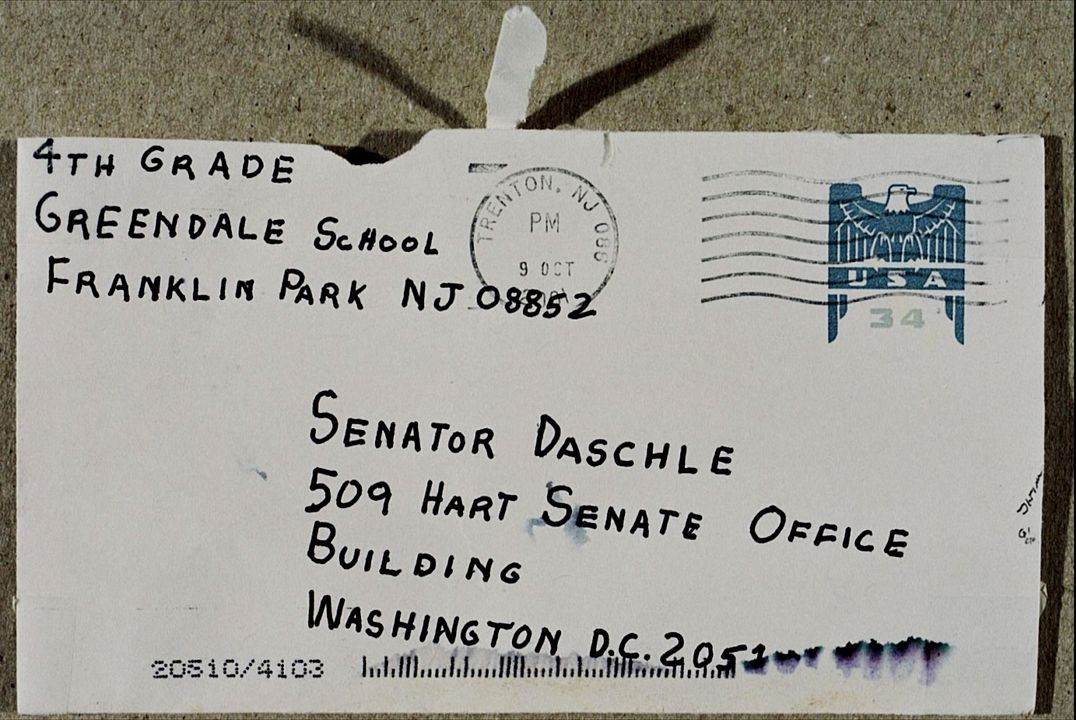 4TH GRADE
GREENDALE SCHOOL
FRANKLIN PARK NJ 08852
TRENTON, NJ 086
PM
9 OCT
USA
34
SENATOR DASCHLE
509 HART SENATE OFFICE
BUILDING
WASHINGTON D.C. 2051
20510/4103